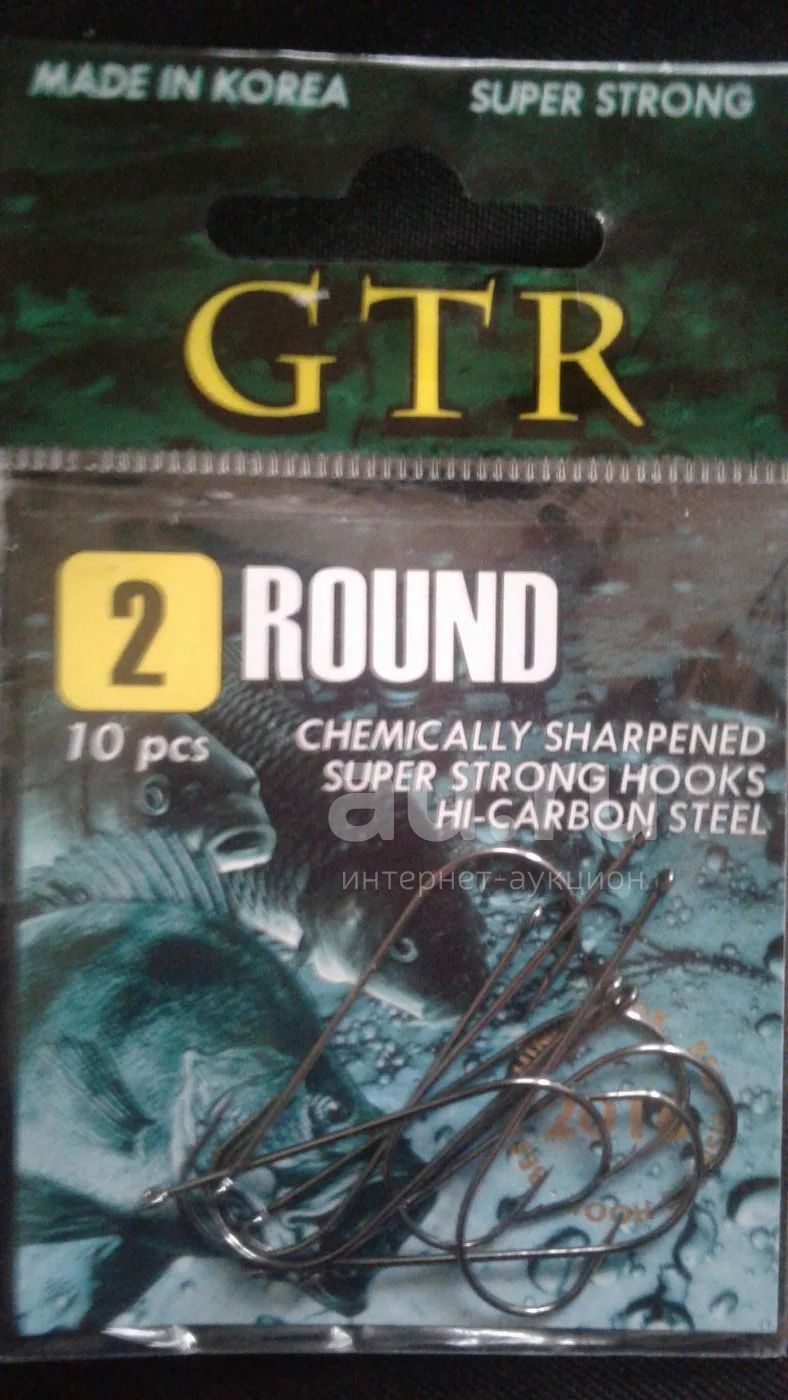 MADE IN KOREA
SUPER STRONG
GTR
2
ROUND
10 pcs
CHEMICALLY SHARPENED
SUPER STRONG HOOKS
HI-CARBON STEEL
au.ru
интернет-аукцион